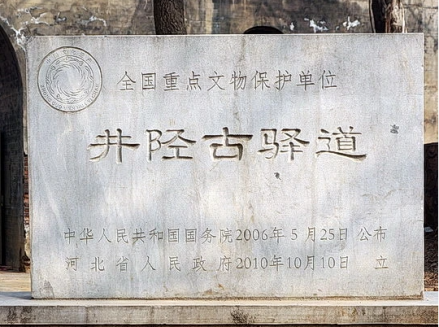 全国重点文物保护单位
井陉古驿道
中华人民共和国国务院2006年5月25日公布
河北省人民政府2010年10月10日 立